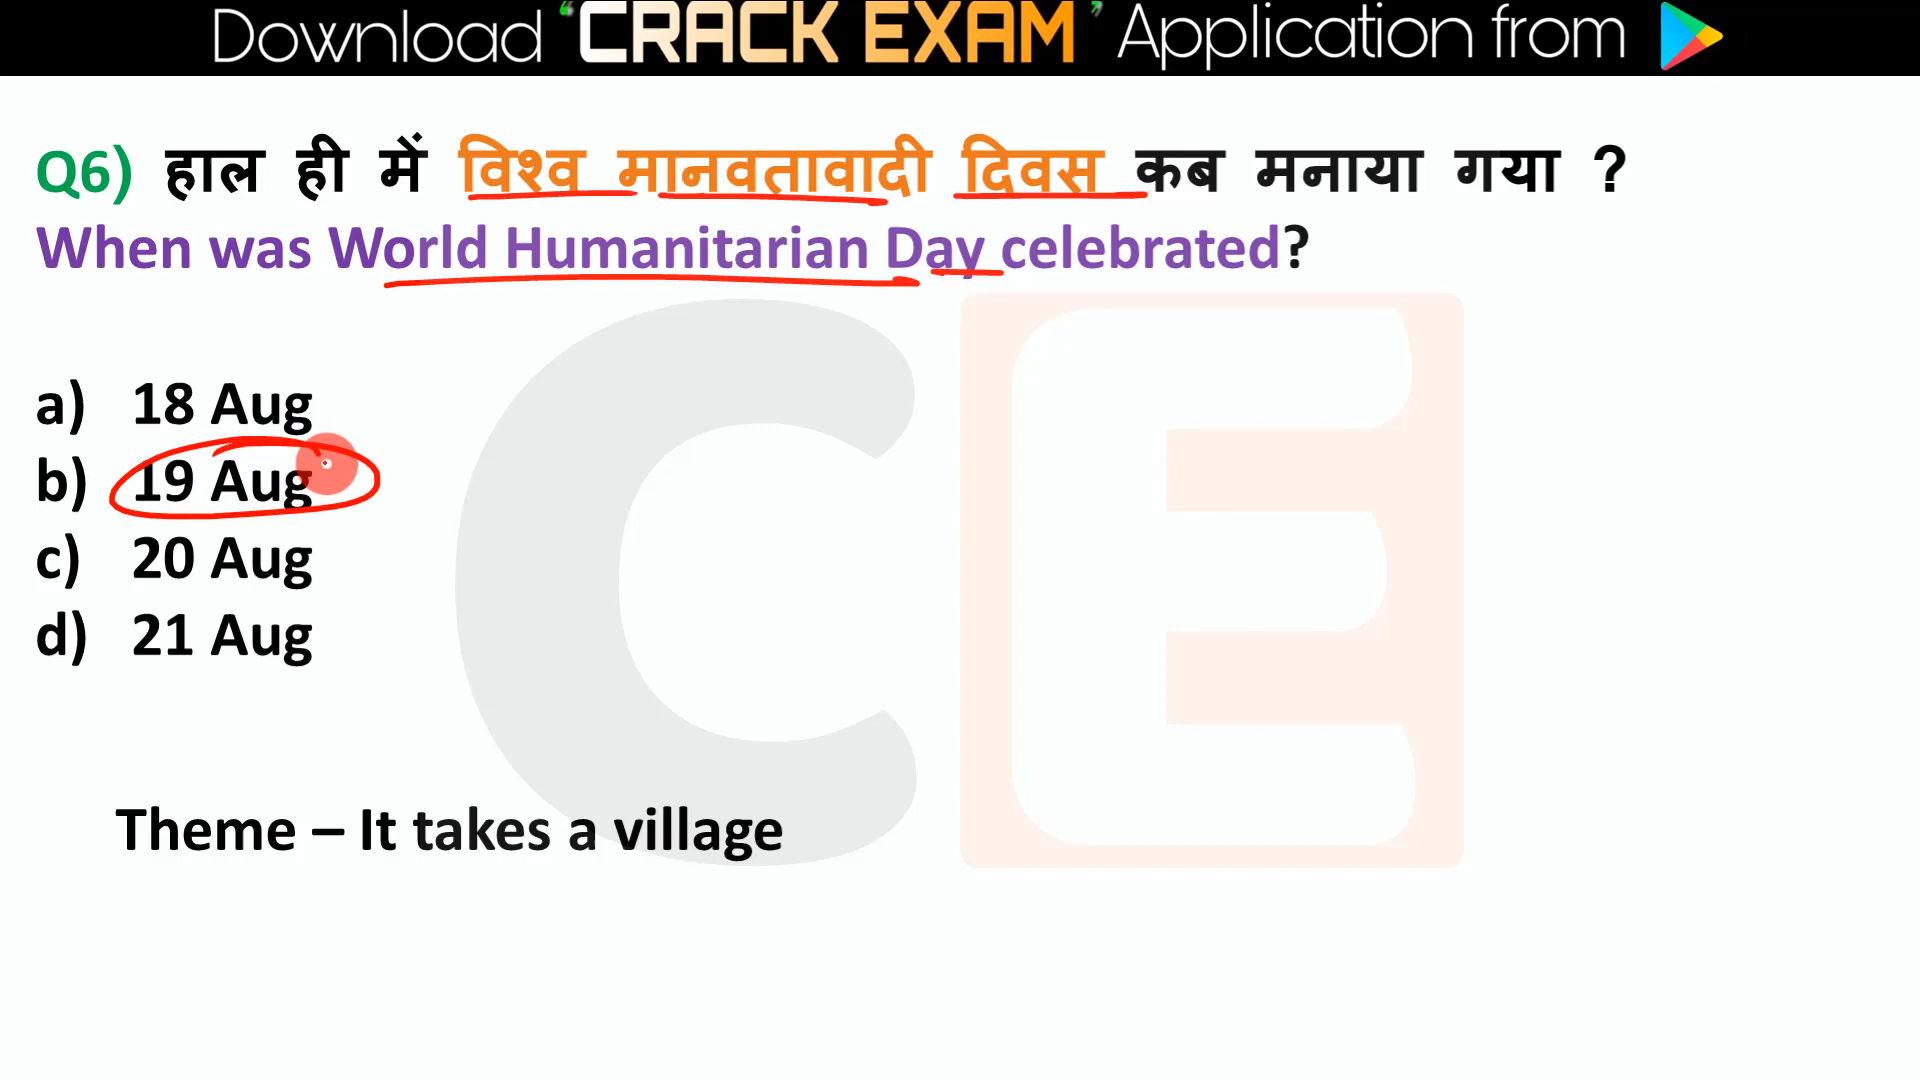 Download ‘CRACK EXAM’ Application from
Q6) हाल ही में विश्व मानवतावादी दिवस कब मनाया गया ?
When was World Humanitarian Day celebrated?
a) 18 Aug
b) 19 Aug
c) 20 Aug
d) 21 Aug
CE
Theme – It takes a village